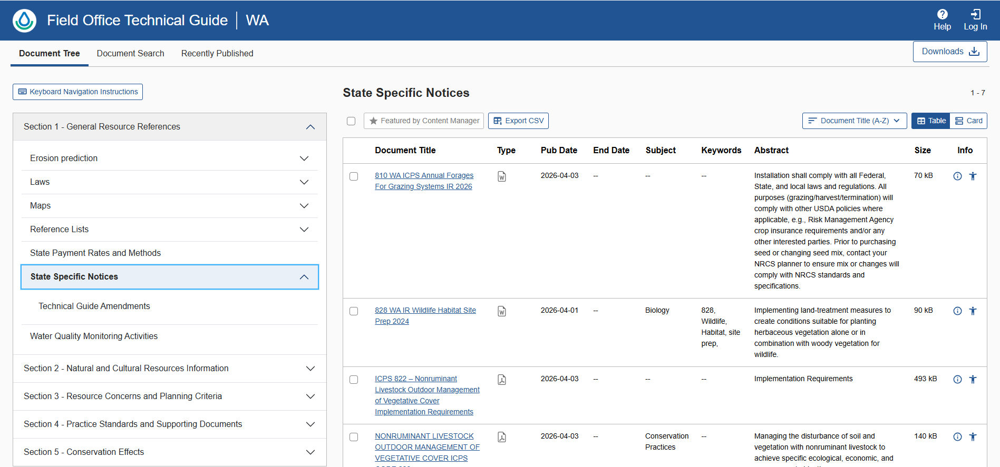 Field Office Technical Guide | WA
Help
Log In
Document Tree
Document Search
Recently Published
Downloads
Keyboard Navigation Instructions
Section 1 - General Resource References
Erosion prediction
Laws
Maps
Reference Lists
State Payment Rates and Methods
State Specific Notices
Technical Guide Amendments
Water Quality Monitoring Activities
Section 2 - Natural and Cultural Resources Information
Section 3 - Resource Concerns and Planning Criteria
Section 4 - Practice Standards and Supporting Documents
Section 5 - Conservation Effects
State Specific Notices
1 - 7
Featured by Content Manager
Export CSV
Document Title (A-Z)
Table
Card
Document Title Type Pub Date End Date Subject Keywords Abstract Size Info
810 WA ICPS Annual Forages
For Grazing Systems IR 2026
2026-04-03
--
--
--
Installation shall comply with all Federal,
State, and local laws and regulations. All
purposes (grazing/harvest/termination) will
comply with other USDA policies where
applicable, e.g., Risk Management Agency
crop insurance requirements and/or any
other interested parties. Prior to purchasing
seed or changing seed mix, contact your
NRCS planner to ensure mix or changes will
comply with NRCS standards and
specifications.
70 kB
828 WA IR Wildlife Habitat Site
Prep 2024
2026-04-01
--
Biology
828,
Wildlife,
Habitat, site
prep,
Implementing land-treatment measures to
create conditions suitable for planting
herbaceous vegetation alone or in
combination with woody vegetation for
wildlife.
90 kB
ICPS 822 – Nonruminant
Livestock Outdoor Management
of Vegetative Cover
Implementation Requirements
2026-04-03
--
--
--
Implementation Requirements
493 kB
NONRUMINANT LIVESTOCK
OUTDOOR MANAGEMENT OF
VEGETATIVE COVER ICPS
2026-04-03
--
Conservation
Practices
--
Managing the disturbance of soil and
vegetation with nonruminant livestock to
achieve specific ecological, economic, and
140 kB